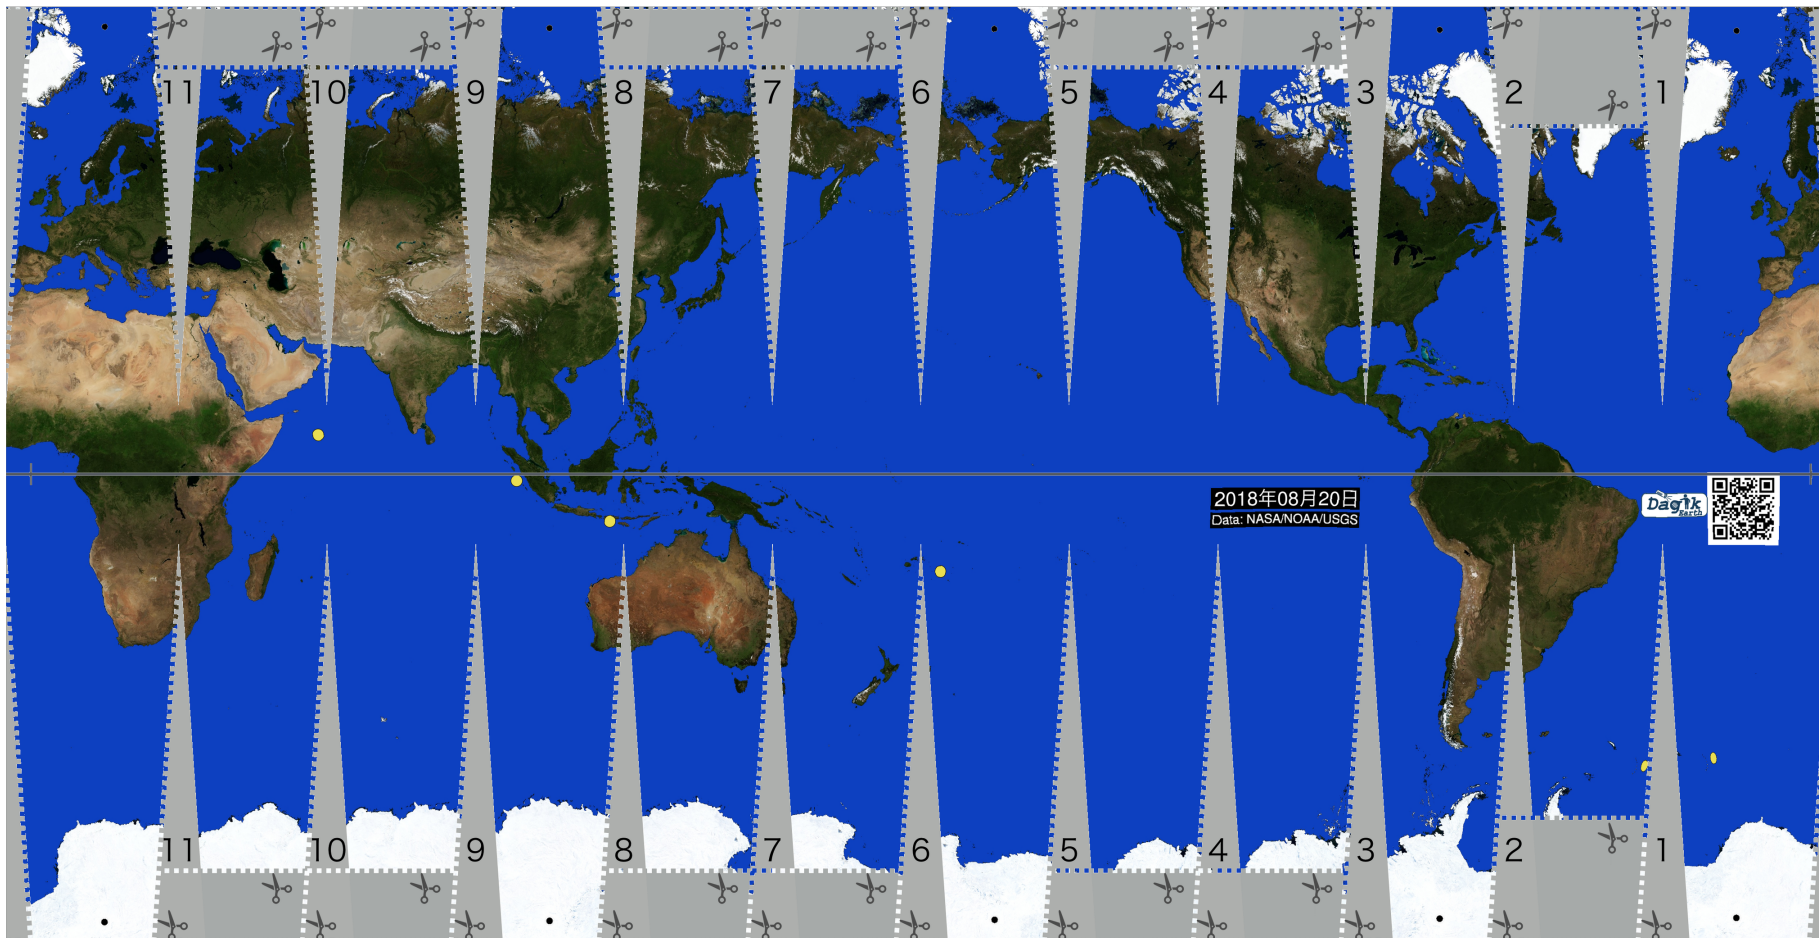 11 10 9 8 7 6 5 4 3 2 1
2018年08月20日
Data: NASA/NOAA/USGS
Dagik
Earth
11 10 9 8 7 6 5 4 3 2 1